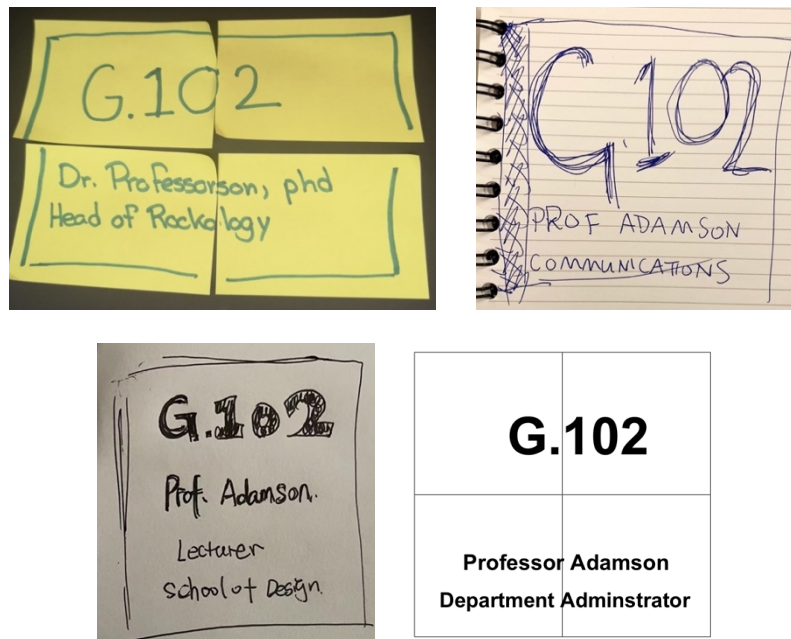 G.102
Dr. Professorson, phd
Head of Rockology
G.102
PROF ADAMSON
COMMUNICATIONS
G.102
Prof. Adamson.
Lecturer
School of Design.
G.102
Professor Adamson
Department Adminstrator